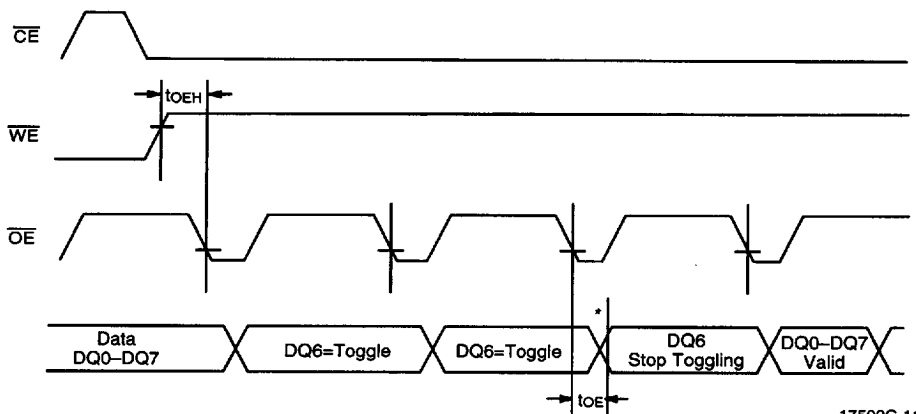 CE
tOEH
WE
OE
*
Data
DQ0–DQ7
DQ6=Toggle
DQ6=Toggle
DQ6
Stop Toggling
DQ0–DQ7
Valid
tOE